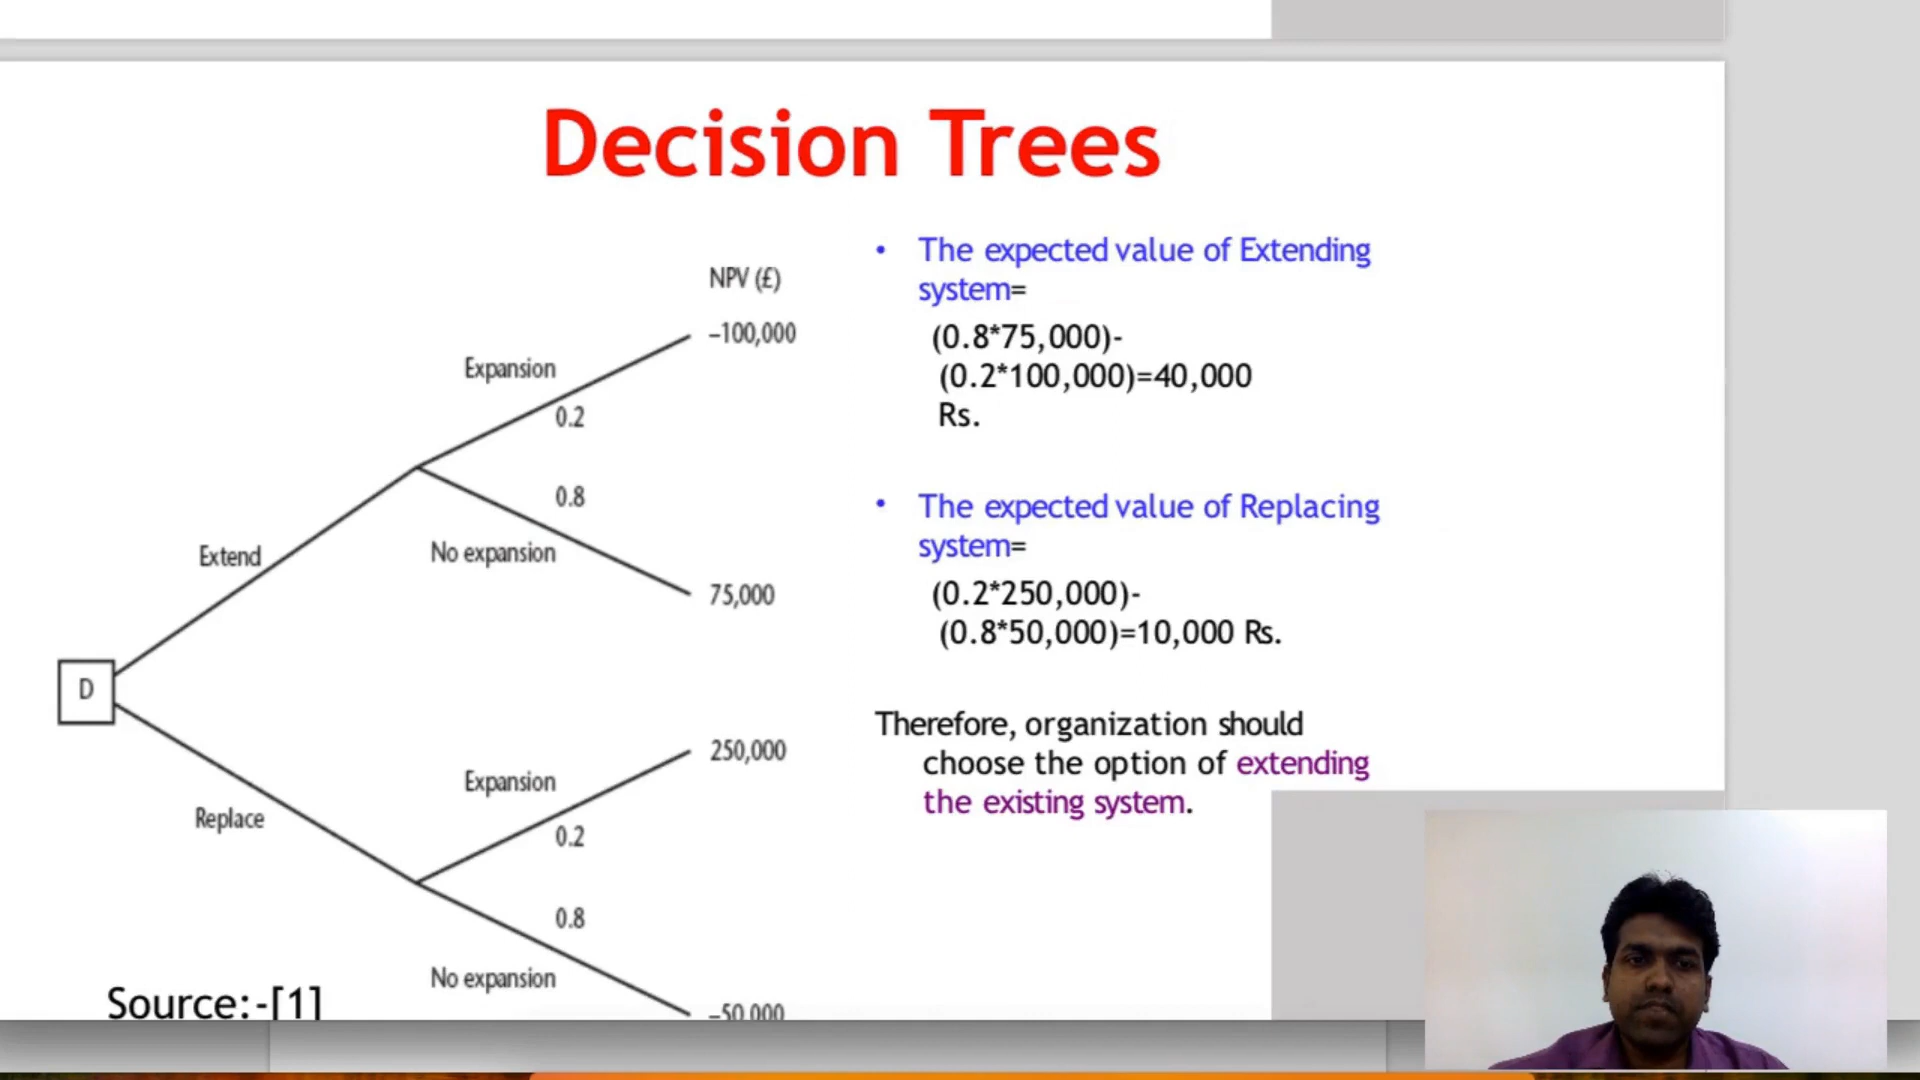 Decision Trees
NPV (£)
–100,000
Expansion
0.2
0.8
No expansion
75,000
Extend
D
Replace
250,000
Expansion
0.2
0.8
No expansion
–50,000
Source:-[1]
• The expected value of Extending
system=
(0.8*75,000)-
(0.2*100,000)=40,000
Rs.
• The expected value of Replacing
system=
(0.2*250,000)-
(0.8*50,000)=10,000 Rs.
Therefore, organization should
choose the option of extending
the existing system.